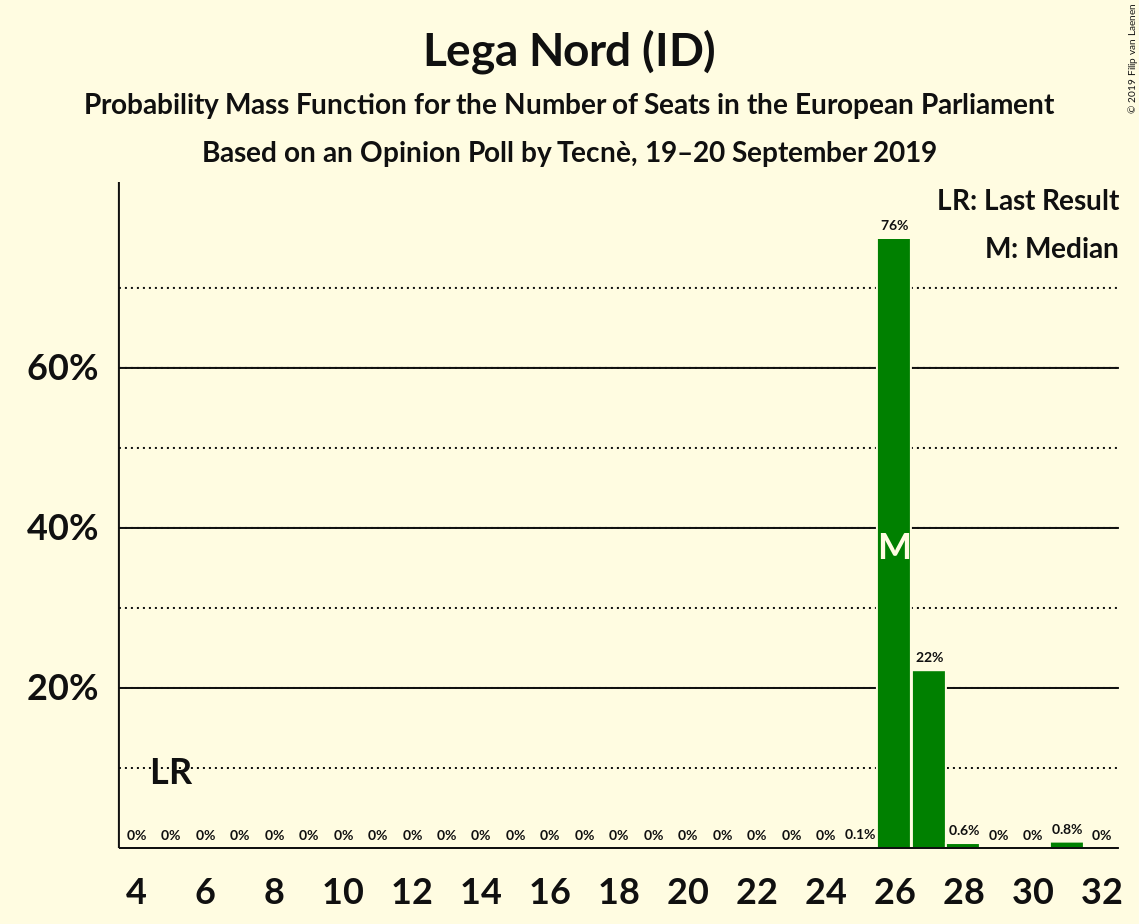 Lega Nord (ID)
Probability Mass Function for the Number of Seats in the European Parliament
Based on an Opinion Poll by Tecnè, 19–20 September 2019
© 2019 Filip van Laenen
LR: Last Result
M: Median
76%
60%
40%
M
22%
20%
LR
0% 0% 0% 0% 0% 0% 0% 0% 0% 0% 0% 0% 0% 0% 0% 0% 0% 0% 0% 0% 0% 0.1% 0.6% 0% 0% 0.8% 0%
4 6 8 10 12 14 16 18 20 22 24 26 28 30 32